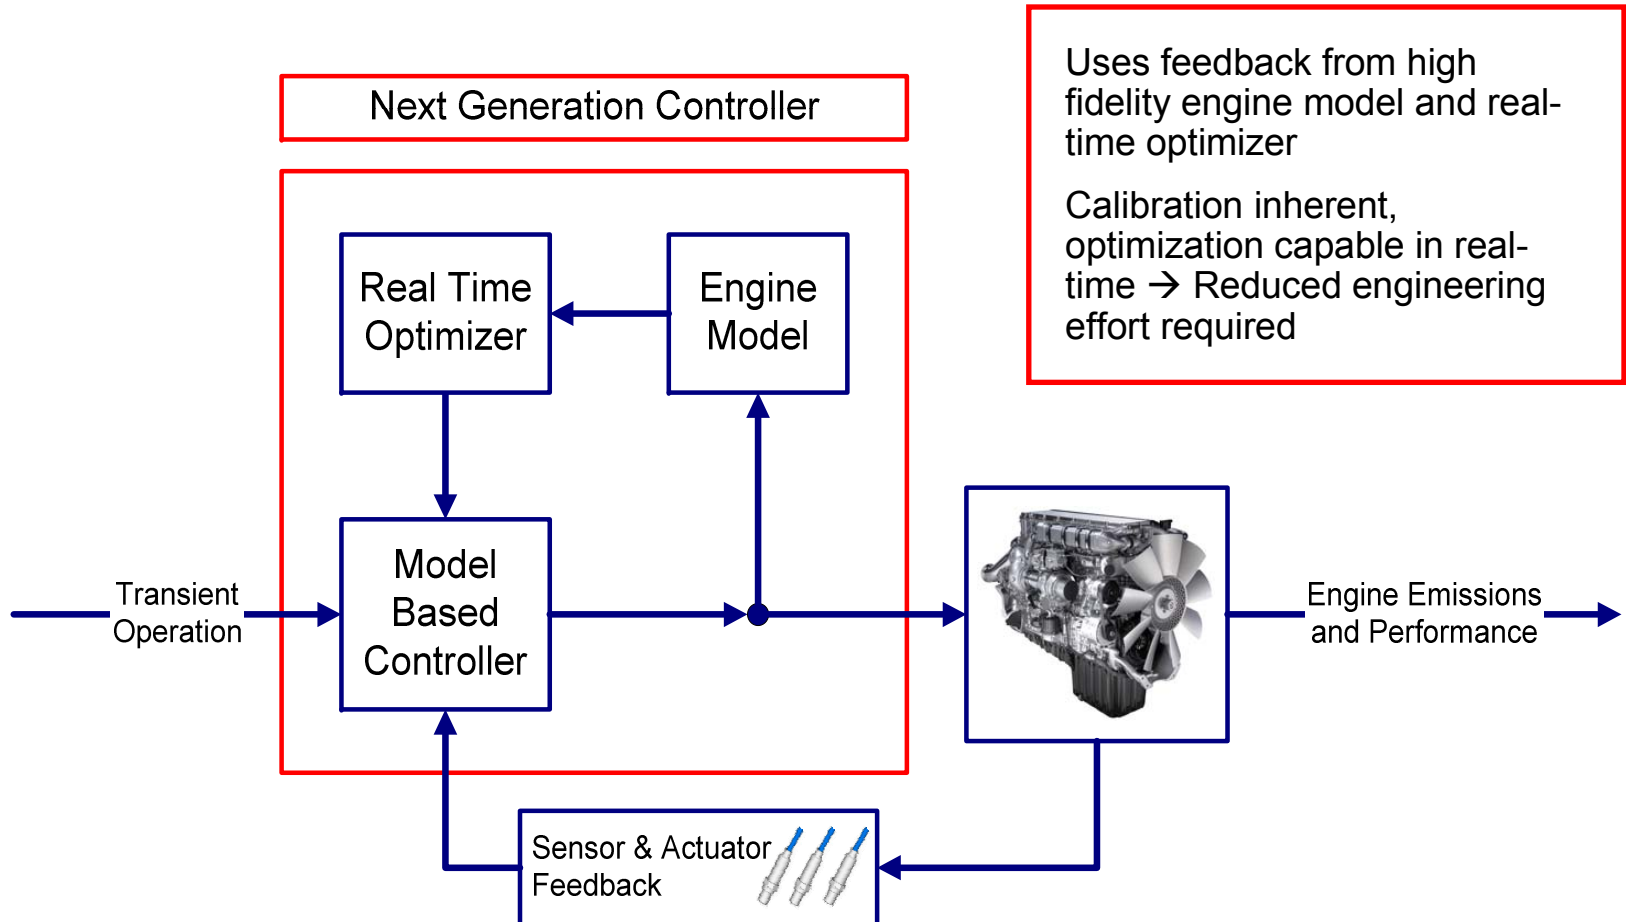 Next Generation Controller
Uses feedback from high
fidelity engine model and real-
time optimizer
Calibration inherent,
optimization capable in real-
time → Reduced engineering
effort required
Real Time
Optimizer
Engine
Model
Transient
Operation
Model
Based
Controller
Engine Emissions
and Performance
Sensor & Actuator
Feedback